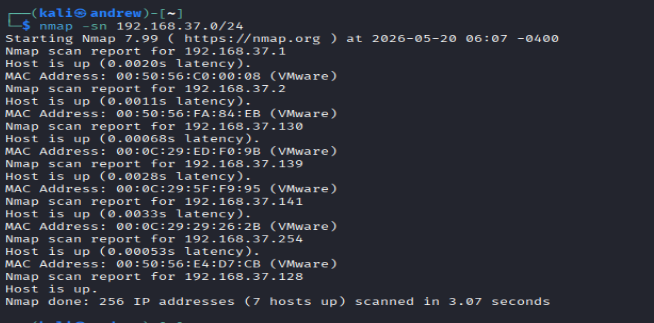 ┌──(kali㉿andrew)-[~]
└─$ nmap -sn 192.168.37.0/24
Starting Nmap 7.99 ( https://nmap.org ) at 2026-05-20 06:07 -0400
Nmap scan report for 192.168.37.1
Host is up (0.0020s latency).
MAC Address: 00:50:56:C0:00:08 (VMware)
Nmap scan report for 192.168.37.2
Host is up (0.0011s latency).
MAC Address: 00:50:56:FA:84:EB (VMware)
Nmap scan report for 192.168.37.130
Host is up (0.00068s latency).
MAC Address: 00:0C:29:ED:F0:9B (VMware)
Nmap scan report for 192.168.37.139
Host is up (0.0028s latency).
MAC Address: 00:0C:29:5F:F9:95 (VMware)
Nmap scan report for 192.168.37.141
Host is up (0.0033s latency).
MAC Address: 00:0C:29:29:26:2B (VMware)
Nmap scan report for 192.168.37.254
Host is up (0.00053s latency).
MAC Address: 00:50:56:E4:D7:CB (VMware)
Nmap scan report for 192.168.37.128
Host is up.
Nmap done: 256 IP addresses (7 hosts up) scanned in 3.07 seconds